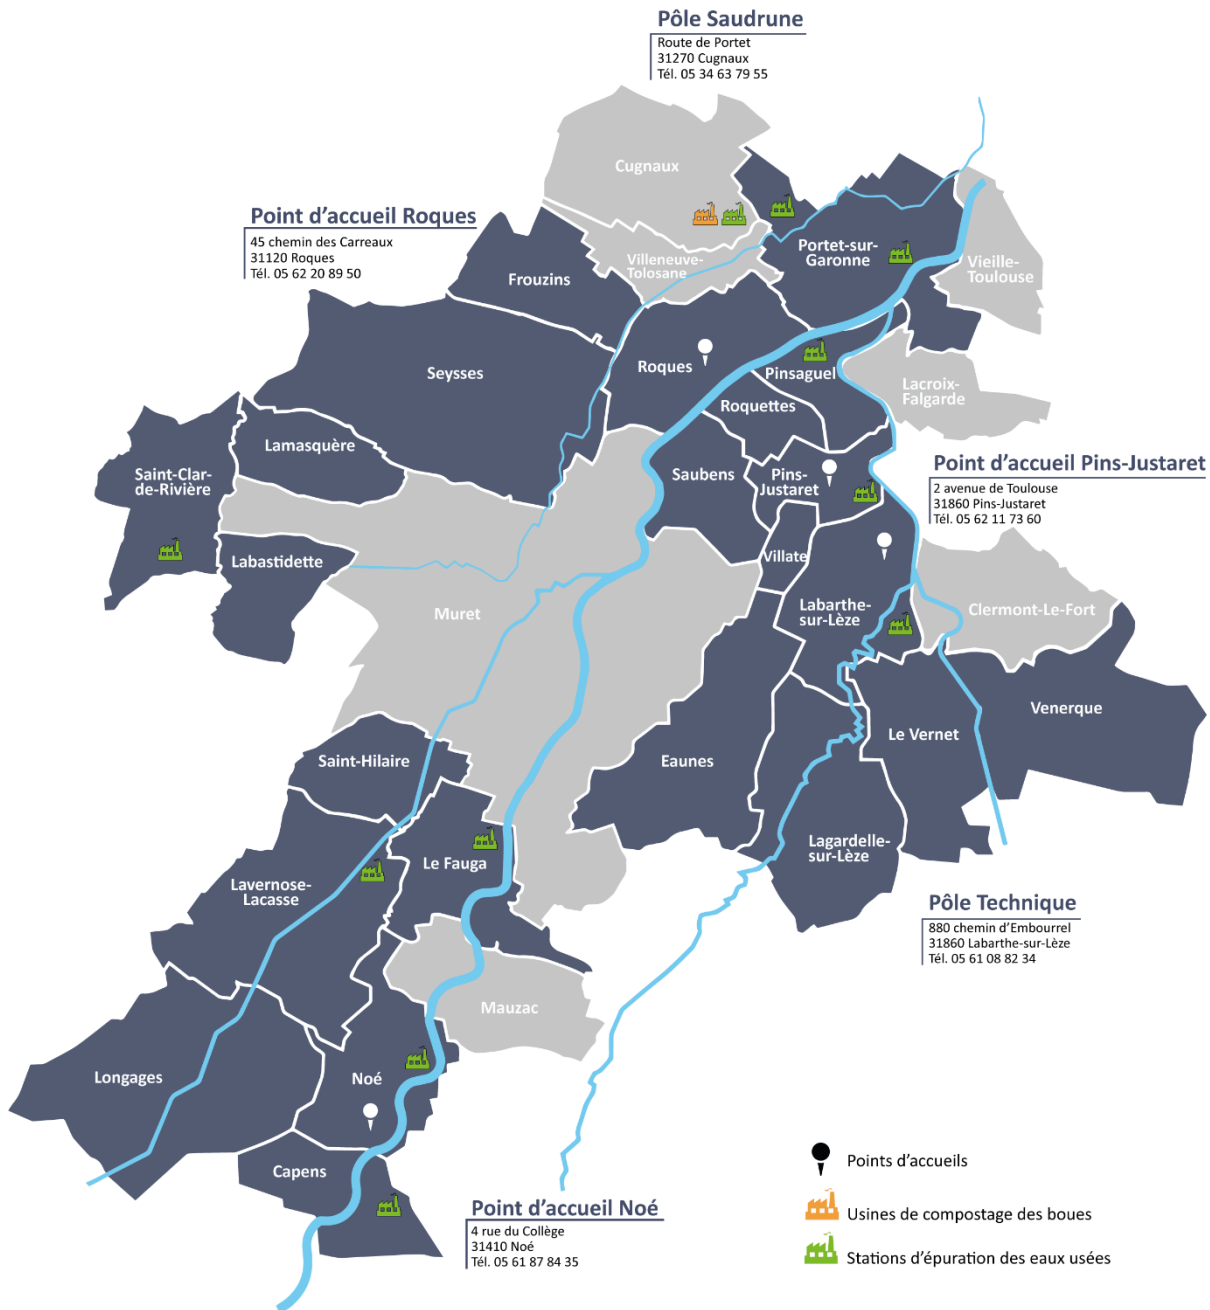 Pôle Saudrune
Route de Portet
31270 Cugnaux
Tél. 05 34 63 79 55
Cugnaux
Point d'accueil Roques
45 chemin des Carreaux
31120 Roques
Tél. 05 62 20 89 50
Portet-sur-
Garonne
Villeneuve-
Tolosane
Vieille-
Toulouse
Frouzins
Roques
Seysses
Pinsaguel
Lacroix-
Falgarde
Roquettes
Lamasquère
Saint-Clar-
de-Rivière
Saubens
Pins-
Justaret
Point d'accueil Pins-Justaret
2 avenue de Toulouse
31860 Pins-Justaret
Tél. 05 62 11 73 60
Labastidette
Villate
Muret
Labarthe-
sur-Lèze
Clermont-Le-Fort
Venerque
Le Vernet
Saint-Hilaire
Eaunes
Lagardelle-
sur-Lèze
Le Fauga
Lavernose-
Lacasse
Pôle Technique
880 chemin d'Embourrel
31860 Labarthe-sur-Lèze
Tél. 05 61 08 82 34
Mauzac
Longages
Noé
Capens
Point d'accueil Noé
4 rue du Collège
31410 Noé
Tél. 05 61 87 84 35
Points d'accueils
Usines de compostage des boues
Stations d'épuration des eaux usées